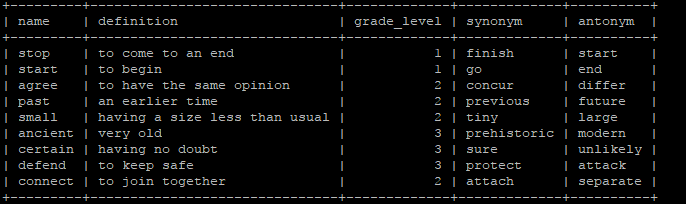 +---------+------------------------------+-------------+-------------+----------+
| name | definition | grade_level | synonym | antonym |
+---------+------------------------------+-------------+-------------+----------+
| stop | to come to an end | 1 | finish | start |
| start | to begin | 1 | go | end |
| agree | to have the same opinion | 2 | concur | differ |
| past | an earlier time | 2 | previous | future |
| small | having a size less than usual | 2 | tiny | large |
| ancient | very old | 3 | prehistoric | modern |
| certain | having no doubt | 3 | sure | unlikely |
| defend | to keep safe | 3 | protect | attack |
| connect | to join together | 2 | attach | separate |
+---------+------------------------------+-------------+-------------+----------+